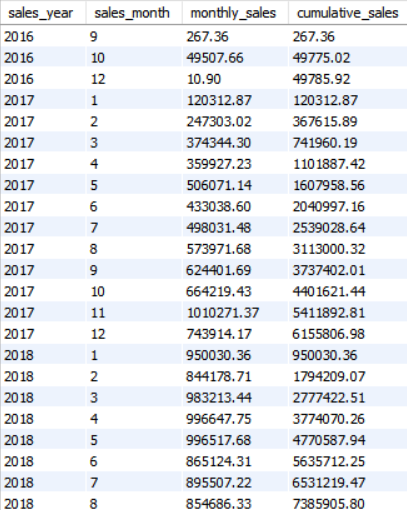 sales_year sales_month monthly_sales cumulative_sales
2016 9 267.36 267.36
2016 10 49507.66 49775.02
2016 12 10.90 49785.92
2017 1 120312.87 120312.87
2017 2 247303.02 367615.89
2017 3 374344.30 741960.19
2017 4 359927.23 1101887.42
2017 5 506071.14 1607958.56
2017 6 433038.60 2040997.16
2017 7 498031.48 2539028.64
2017 8 573971.68 3113000.32
2017 9 624401.69 3737402.01
2017 10 664219.43 4401621.44
2017 11 1010271.37 5411892.81
2017 12 743914.17 6155806.98
2018 1 950030.36 950030.36
2018 2 844178.71 1794209.07
2018 3 983213.44 2777422.51
2018 4 996647.75 3774070.26
2018 5 996517.68 4770587.94
2018 6 865124.31 5635712.25
2018 7 895507.22 6531219.47
2018 8 854686.33 7385905.80